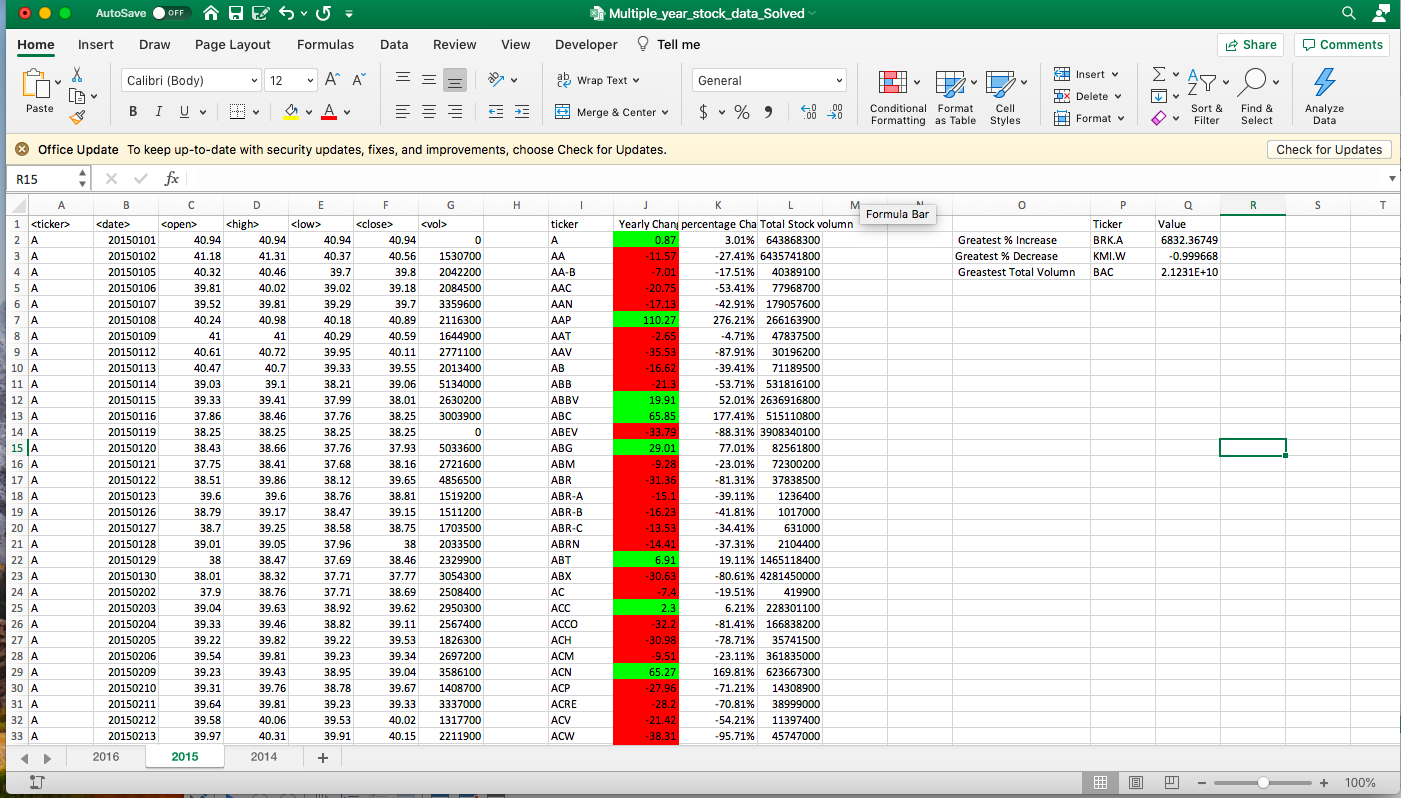 AutoSave OFF Multiple_year_stock_data_Solved
Home Insert Draw Page Layout Formulas Data Review View Developer Tell me Share Comments
Paste Calibri (Body) 12 A A ab Wrap Text General Insert
B I U A Merge & Center $ % Conditional Formatting Format as Table Cell Styles Delete Format Sort & Filter Find & Select Analyze Data
Office Update To keep up-to-date with security updates, fixes, and improvements, choose Check for Updates. Check for Updates
R15 fx
A B C D E F G H I J K L M N O P Q R S T
Formula Bar
1 <ticker> <date> <open> <high> <low> <close> <vol> ticker Yearly Chang percentage Cha Total Stock volumn Ticker Value
2 A 20150101 40.94 40.94 40.94 40.94 0 A 0.87 3.01% 643868300 Greatest % Increase BRK.A 6832.36749
3 A 20150102 41.18 41.31 40.37 40.56 1530700 AA -11.57 -27.41% 6435741800 Greatest % Decrease KMI.W -0.999668
4 A 20150105 40.32 40.46 39.7 39.8 2042200 AA-B -7.01 -17.51% 40389100 Greastest Total Volumn BAC 2.1231E+10
5 A 20150106 39.81 40.02 39.02 39.18 2084500 AAC -20.75 -53.41% 77968700
6 A 20150107 39.52 39.81 39.29 39.7 3359600 AAN -17.13 -42.91% 179057600
7 A 20150108 40.24 40.98 40.18 40.89 2116300 AAP 110.27 276.21% 266163900
8 A 20150109 41 41 40.29 40.59 1644900 AAT -2.65 -4.71% 47837500
9 A 20150112 40.61 40.72 39.95 40.11 2771100 AAV -35.53 -87.91% 30196200
10 A 20150113 40.47 40.7 39.33 39.55 2013400 AB -16.62 -39.41% 71189500
11 A 20150114 39.03 39.1 38.21 39.06 5134000 ABB -21.3 -53.71% 531816100
12 A 20150115 39.33 39.41 37.99 38.01 2630200 ABBV 19.91 52.01% 2636916800
13 A 20150116 37.86 38.46 37.76 38.25 3003900 ABC 65.85 177.41% 515110800
14 A 20150119 38.25 38.25 38.25 38.25 0 ABEV -33.79 -88.31% 3908340100
15 A 20150120 38.43 38.66 37.76 37.93 5033600 ABG 29.01 77.01% 82561800
16 A 20150121 37.75 38.41 37.68 38.16 2721600 ABM -9.28 -23.01% 72300200
17 A 20150122 38.51 39.86 38.12 39.65 4856500 ABR -31.36 -81.31% 37838500
18 A 20150123 39.6 39.6 38.76 38.81 1519200 ABR-A -15.1 -39.11% 1236400
19 A 20150126 38.79 39.17 38.47 39.15 1511200 ABR-B -16.23 -41.81% 1017000
20 A 20150127 38.7 39.25 38.58 38.75 1703500 ABR-C -13.53 -34.41% 631000
21 A 20150128 39.01 39.05 37.96 38 2033500 ABRN -14.41 -37.31% 2104400
22 A 20150129 38 38.47 37.69 38.46 2329900 ABT 6.91 19.11% 1465118400
23 A 20150130 38.01 38.32 37.71 37.77 3054300 ABX -30.63 -80.61% 4281450000
24 A 20150202 37.9 38.76 37.71 38.69 2508400 AC -7.4 -19.51% 419900
25 A 20150203 39.04 39.63 38.92 39.62 2950300 ACC 2.3 6.21% 228301100
26 A 20150204 39.33 39.46 38.82 39.11 2567400 ACCO -32.2 -81.41% 166838200
27 A 20150205 39.22 39.82 39.22 39.53 1826300 ACH -30.98 -78.71% 35741500
28 A 20150206 39.54 39.81 39.23 39.34 2697200 ACM -9.51 -23.11% 361835000
29 A 20150209 39.23 39.43 38.95 39.04 3586100 ACN 65.27 169.81% 623667300
30 A 20150210 39.31 39.76 38.78 39.67 1408700 ACP -27.96 -71.21% 14308900
31 A 20150211 39.64 39.81 39.23 39.33 3337000 ACRE -28.2 -70.81% 38999000
32 A 20150212 39.58 40.06 39.53 40.02 1317700 ACV -21.42 -54.21% 11397400
33 A 20150213 39.97 40.31 39.91 40.15 2211900 ACW -38.31 -95.71% 45747000
2016 2015 2014 +
100%